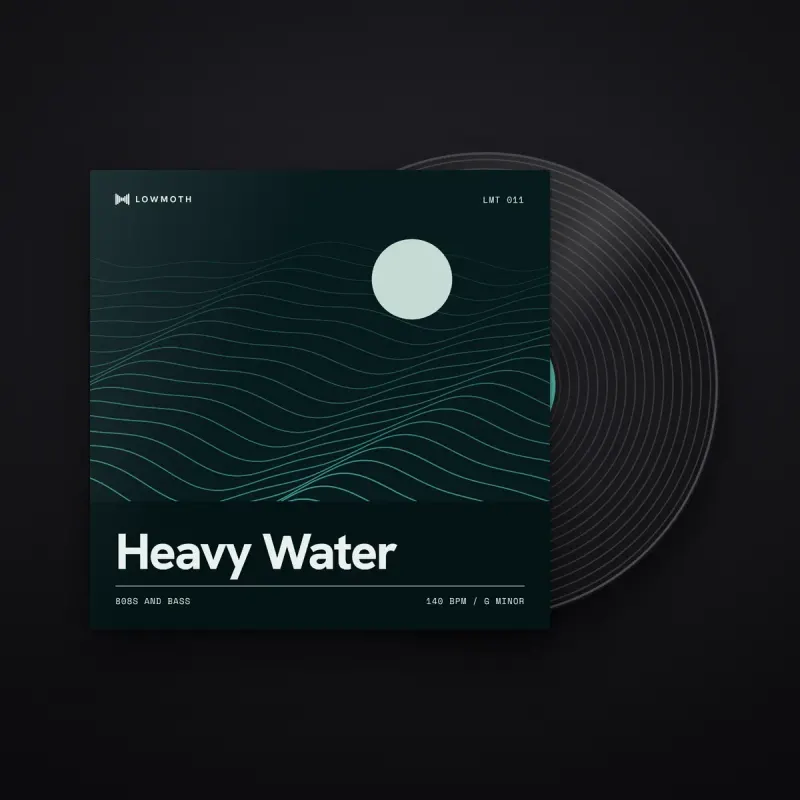 LOWMOTH
LMT 011
Heavy Water
808S AND BASS
140 BPM / G MINOR